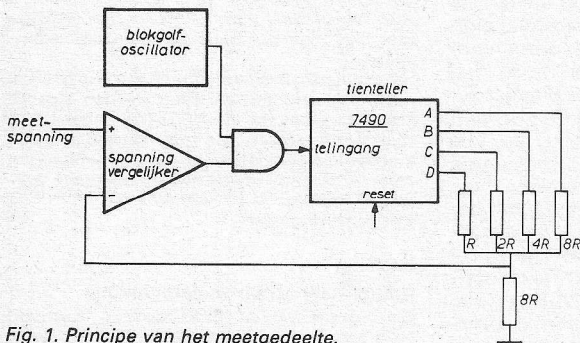 blokgolf-
oscillator
tienteller
7490
A
B
C
D
meet-
spanning
+
spanning
vergelijker
-
telingang
reset
R
2R
4R
8R
8R
Fig. 1. Principe van het meetgedeelte.